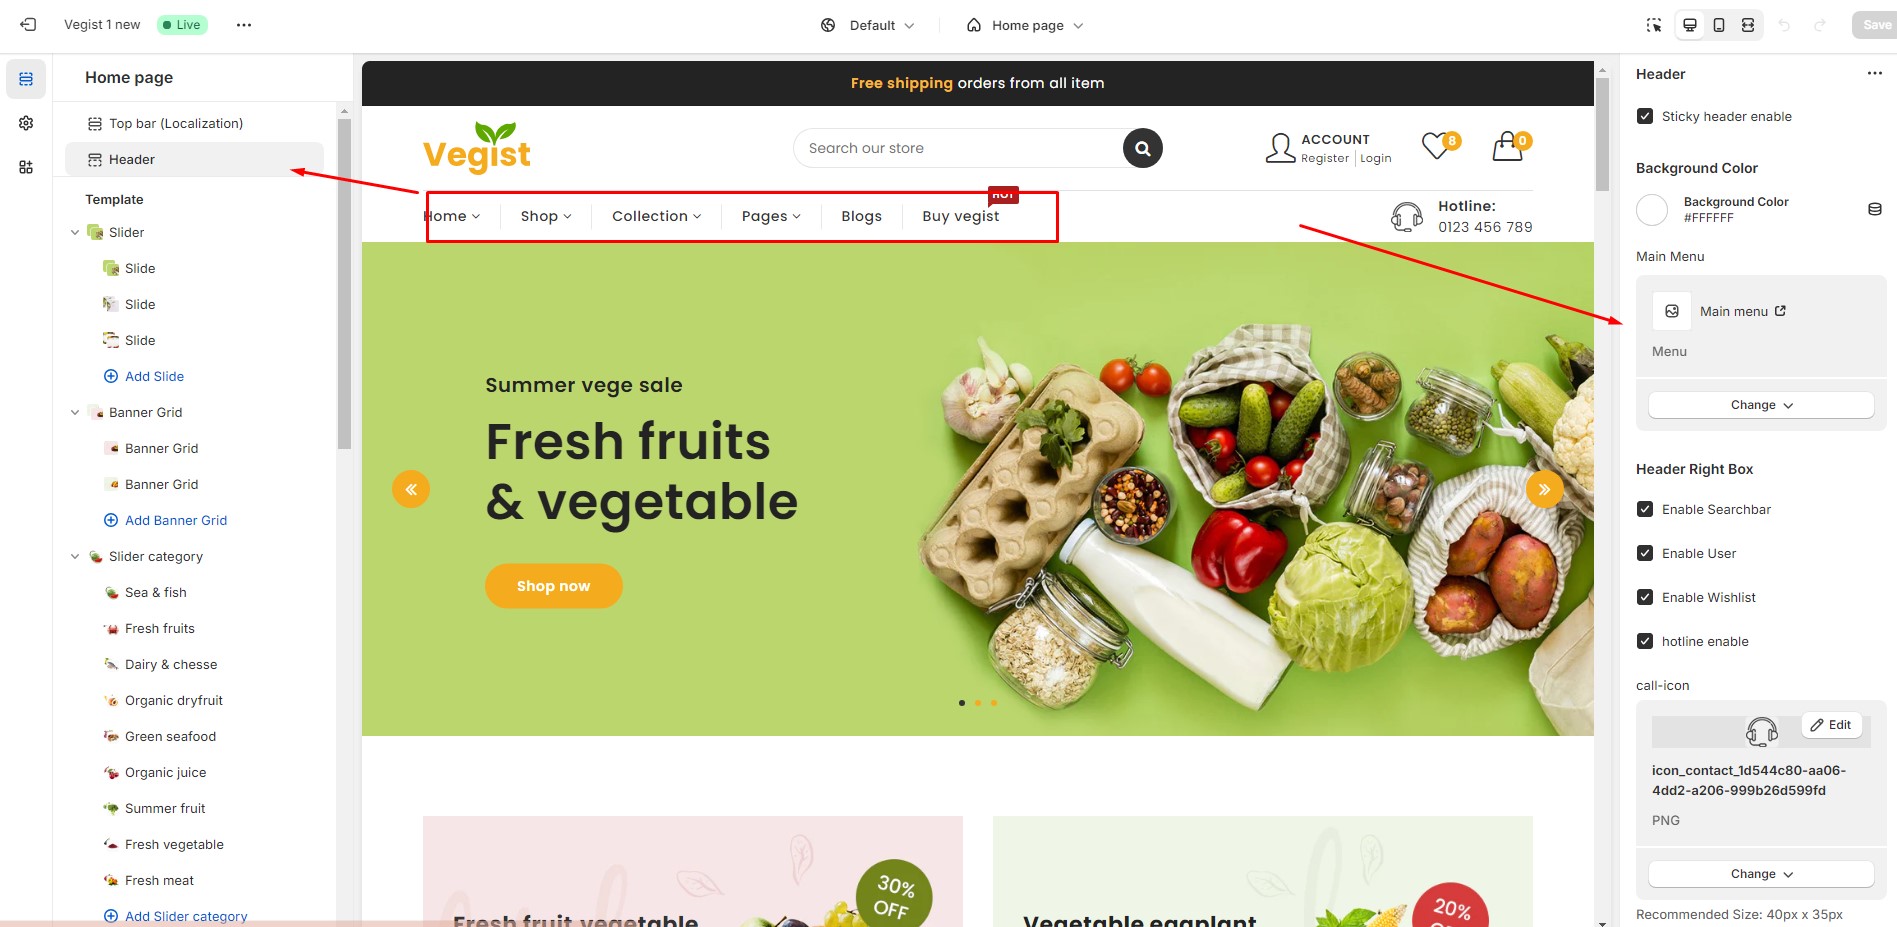 Vegist 1 new
Live
Default
Home page
Save
Home page
Top bar (Localization)
Header
Template
Slider
Slide
Slide
Slide
Add Slide
Banner Grid
Banner Grid
Banner Grid
Add Banner Grid
Slider category
Sea & fish
Fresh fruits
Dairy & chesse
Organic dryfruit
Green seafood
Organic juice
Summer fruit
Fresh vegetable
Fresh meat
Add Slider category
Free shipping orders from all item
Vegist
Search our store
ACCOUNT
Register Login
8
0
HOT
Home
Shop
Collection
Pages
Blogs
Buy vegist
Hotline:
0123 456 789
Summer vege sale
Fresh fruits
& vegetable
Shop now
30%
OFF
Fresh fruit vegetable
20%
Vegetable eggplant
Header
Sticky header enable
Background Color
Background Color
#FFFFFF
Main Menu
Main menu
Menu
Change
Header Right Box
Enable Searchbar
Enable User
Enable Wishlist
hotline enable
call-icon
Edit
icon_contact_1d544c80-aa06-
4dd2-a206-999b26d599fd
PNG
Change
Recommended Size: 40px x 35px